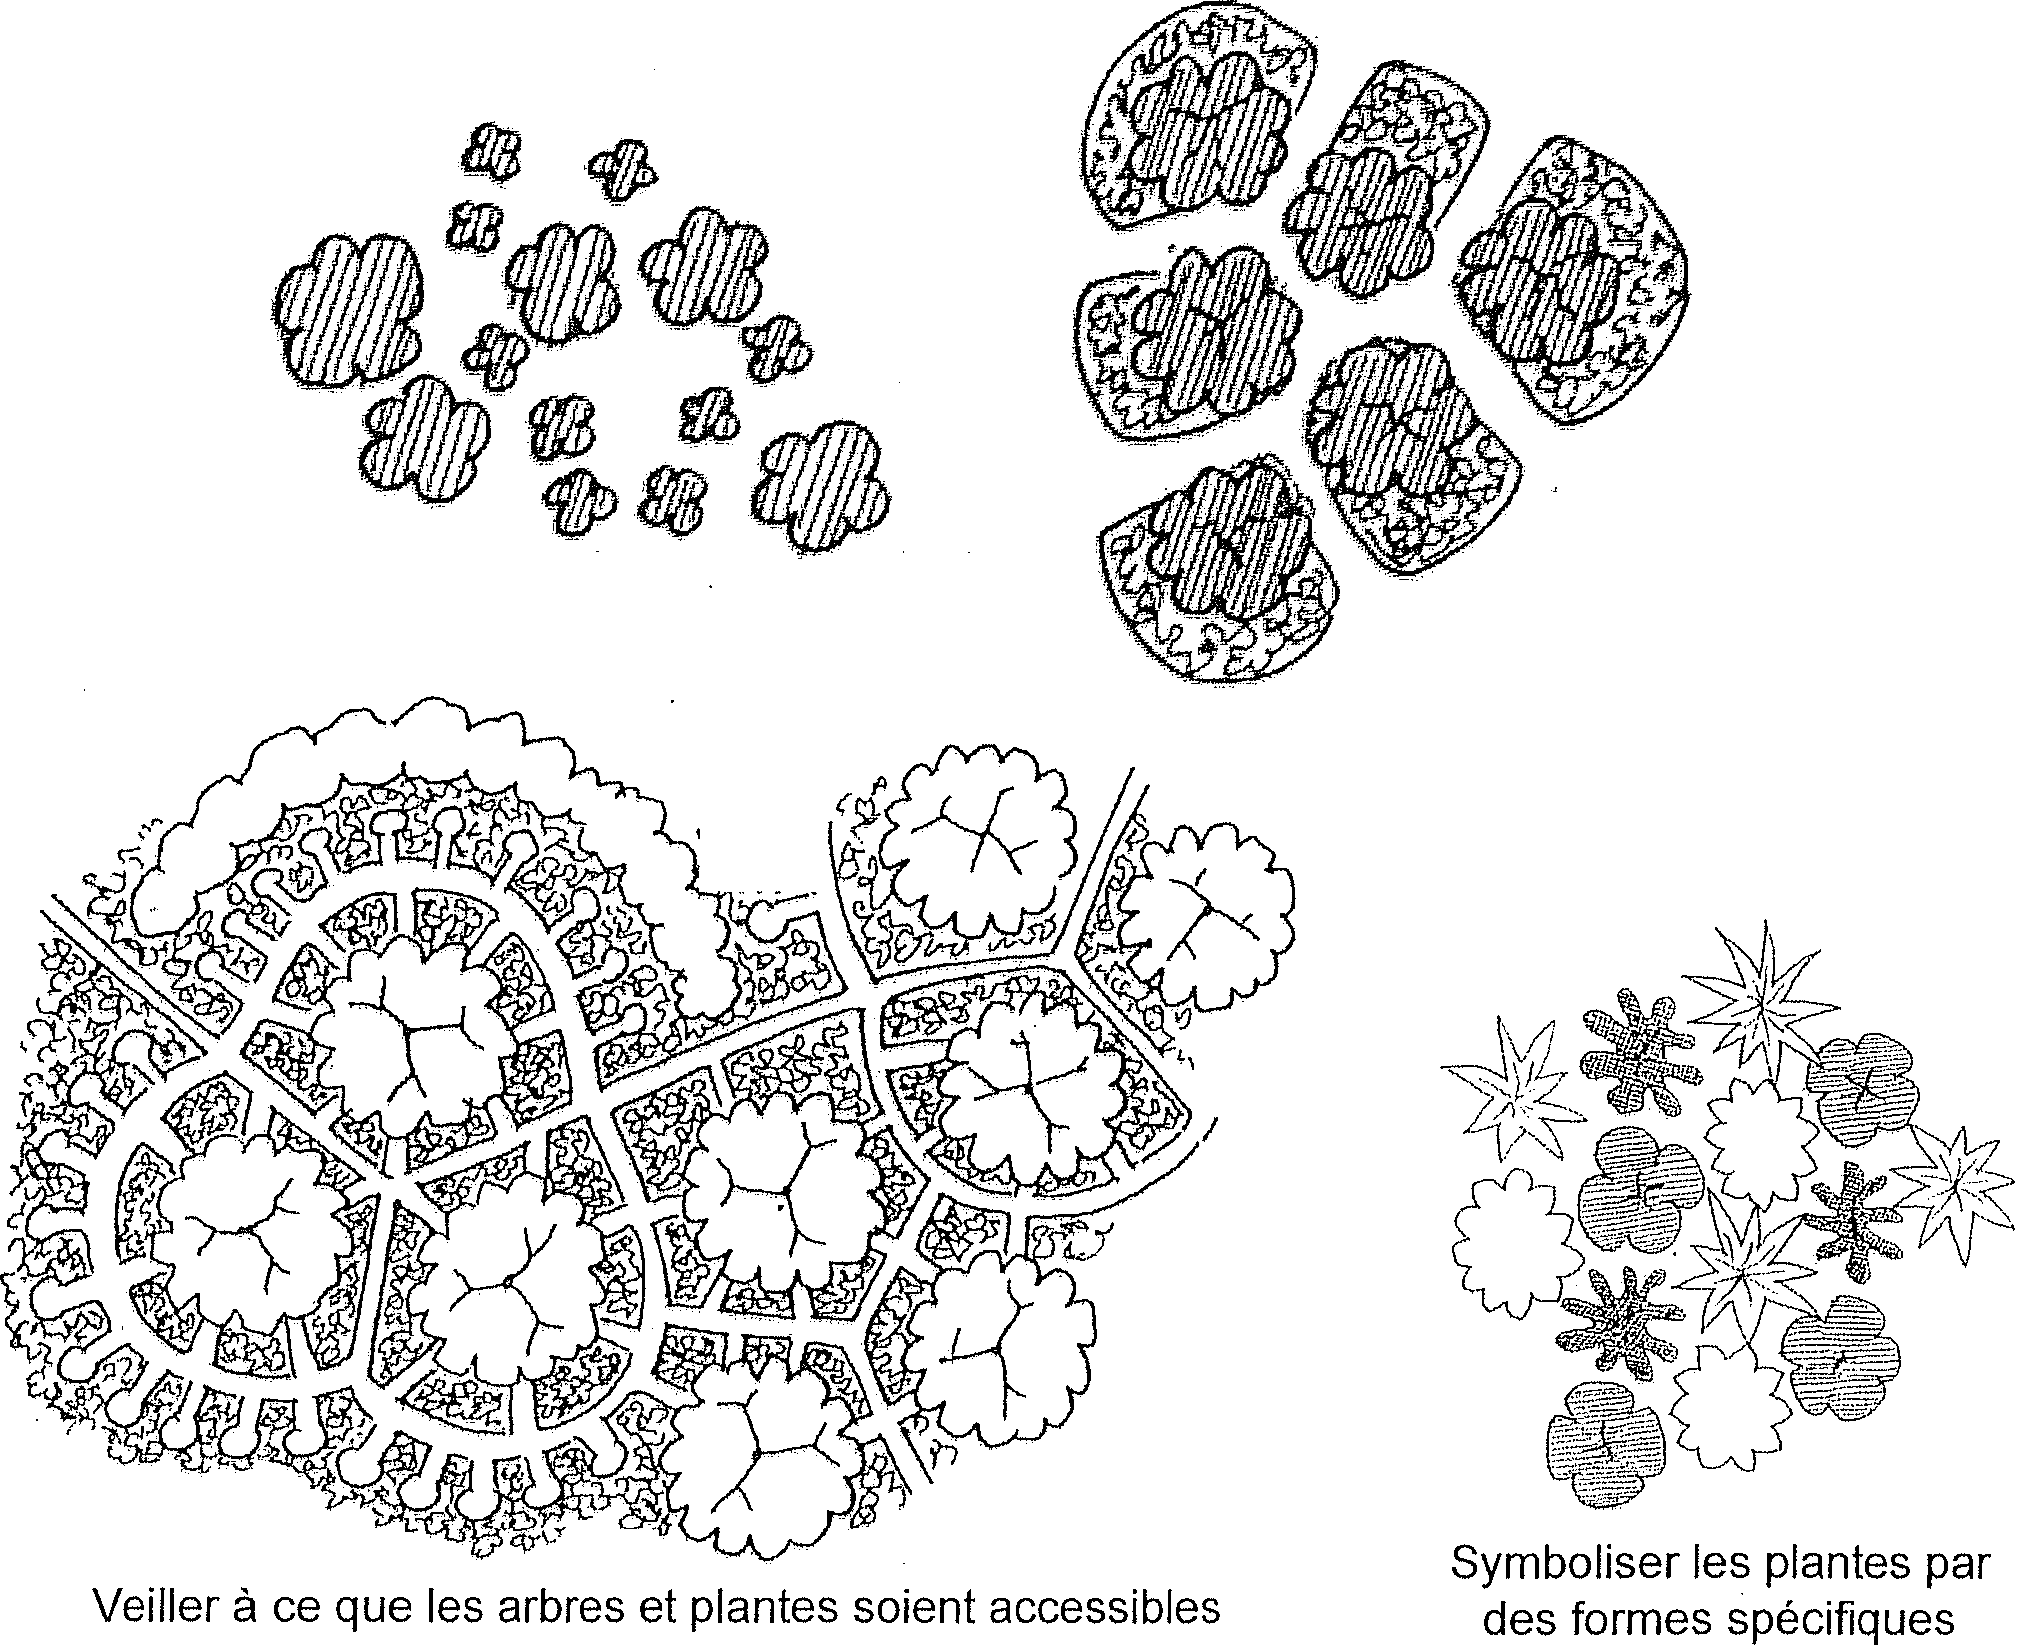 Veiller à ce que les arbres et plantes soient accessibles
Symboliser les plantes par
des formes spécifiques